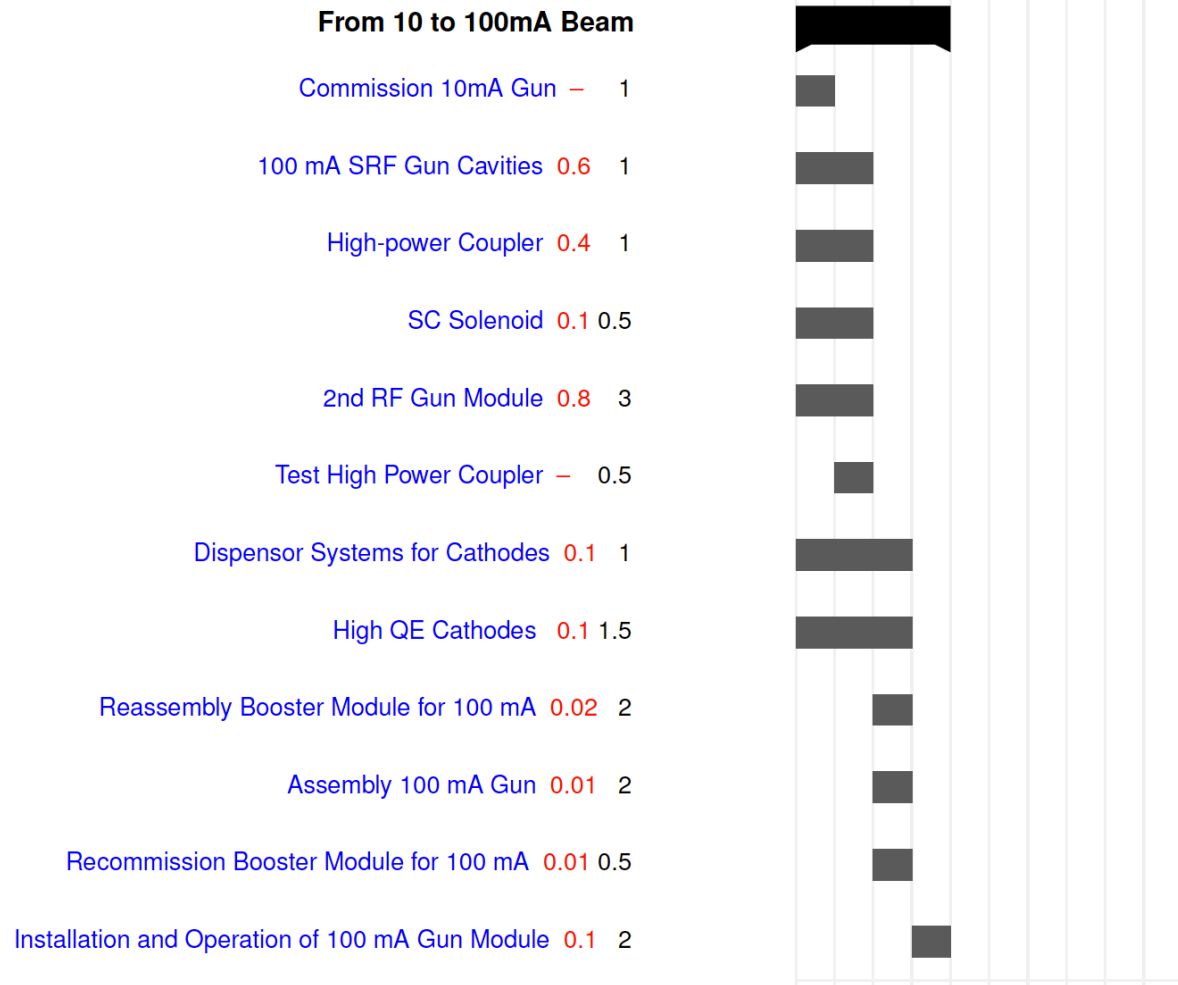 From 10 to 100mA Beam
Commission 10mA Gun – 1
100 mA SRF Gun Cavities 0.6 1
High-power Coupler 0.4 1
SC Solenoid 0.1 0.5
2nd RF Gun Module 0.8 3
Test High Power Coupler – 0.5
Dispensor Systems for Cathodes 0.1 1
High QE Cathodes 0.1 1.5
Reassembly Booster Module for 100 mA 0.02 2
Assembly 100 mA Gun 0.01 2
Recommission Booster Module for 100 mA 0.01 0.5
Installation and Operation of 100 mA Gun Module 0.1 2